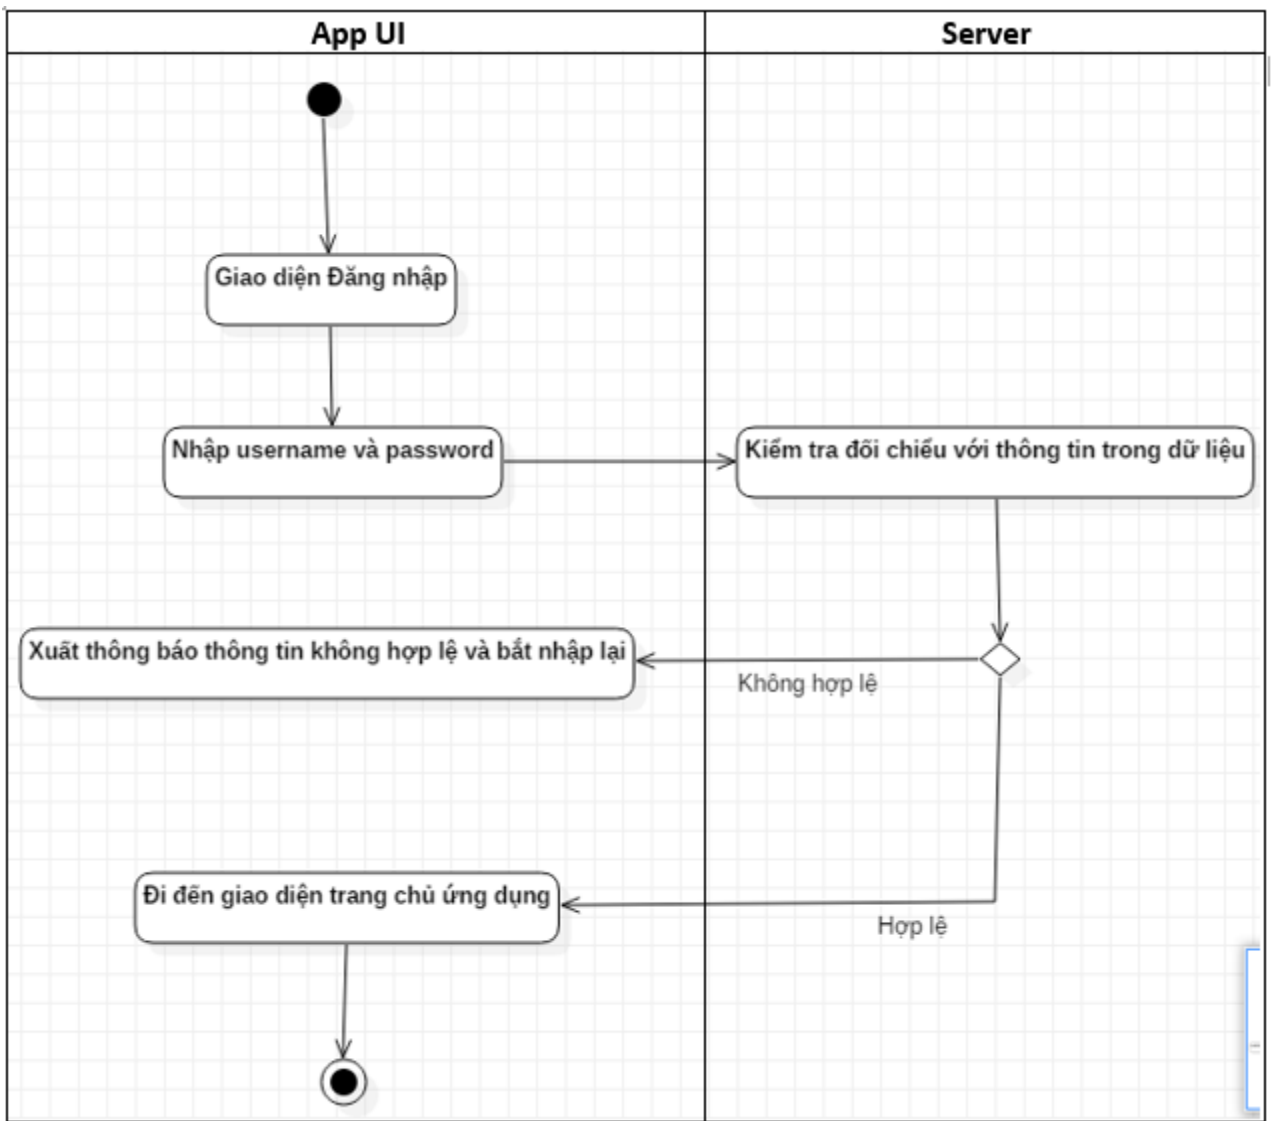 App UI
Server
Giao diện Đăng nhập
Nhập username và password
Kiểm tra đối chiếu với thông tin trong dữ liệu
Xuất thông báo thông tin không hợp lệ và bắt nhập lại
Không hợp lệ
Đi đến giao diện trang chủ ứng dụng
Hợp lệ